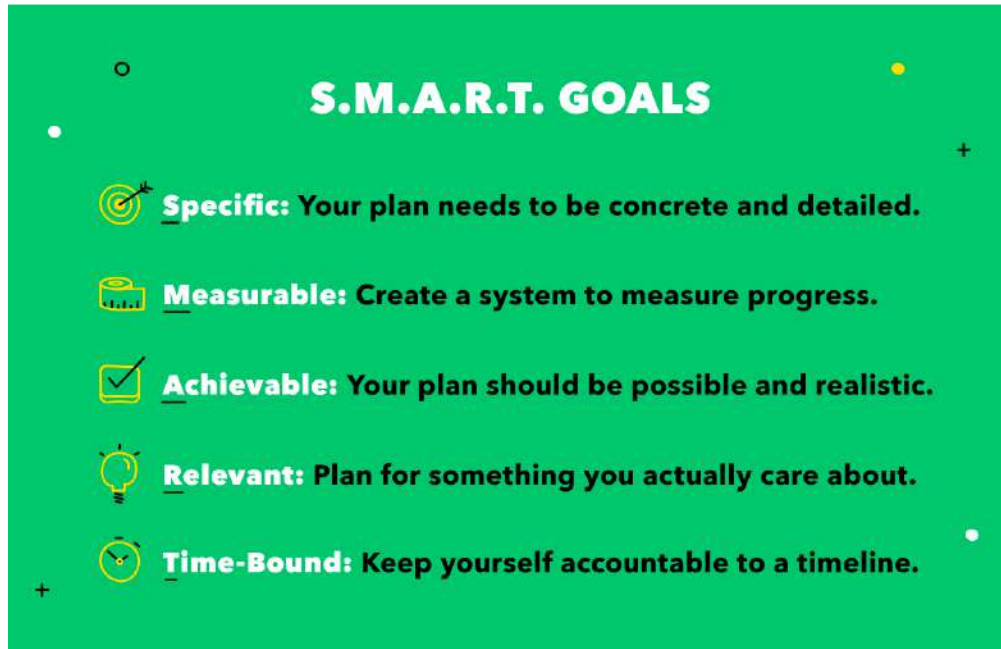 S.M.A.R.T. GOALS
Specific: Your plan needs to be concrete and detailed.
Measurable: Create a system to measure progress.
Achievable: Your plan should be possible and realistic.
Relevant: Plan for something you actually care about.
Time-Bound: Keep yourself accountable to a timeline.